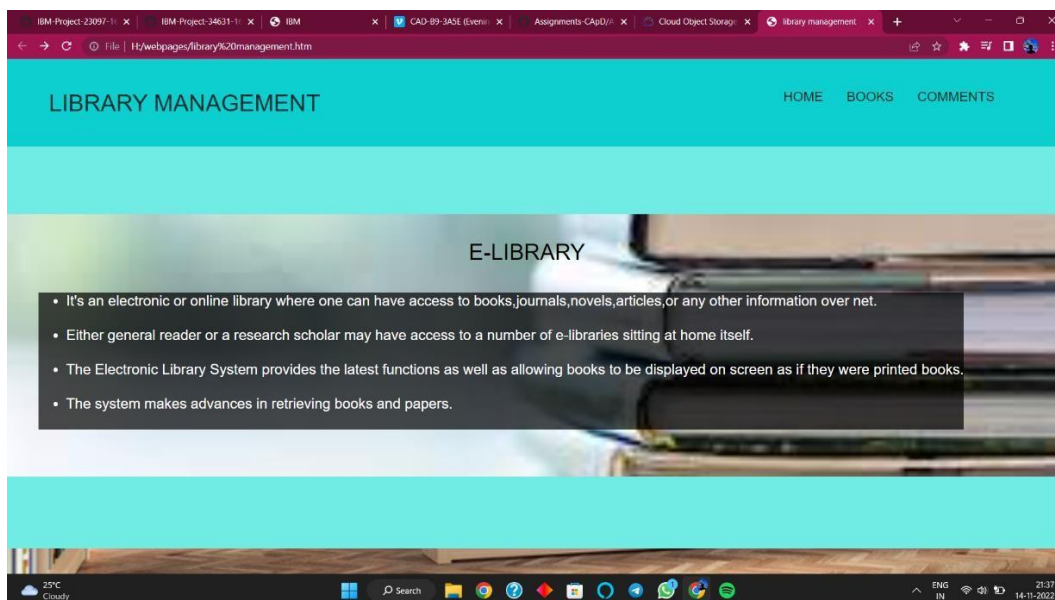 IBM-Project-23097-16
IBM-Project-34631-1
IBM
CAD-B9-3A5E (Evenin
Assignments-CApD/A
Cloud Object Storage
library management
File | H:/webpages/library%20management.htm
LIBRARY MANAGEMENT
HOME BOOKS COMMENTS
E-LIBRARY
• It's an electronic or online library where one can have access to books,journals,novels,articles,or any other information over net.
• Either general reader or a research scholar may have access to a number of e-libraries sitting at home itself.
• The Electronic Library System provides the latest functions as well as allowing books to be displayed on screen as if they were printed books.
• The system makes advances in retrieving books and papers.
25°C
Cloudy
Search
ENG
IN
21:37
14-11-2022